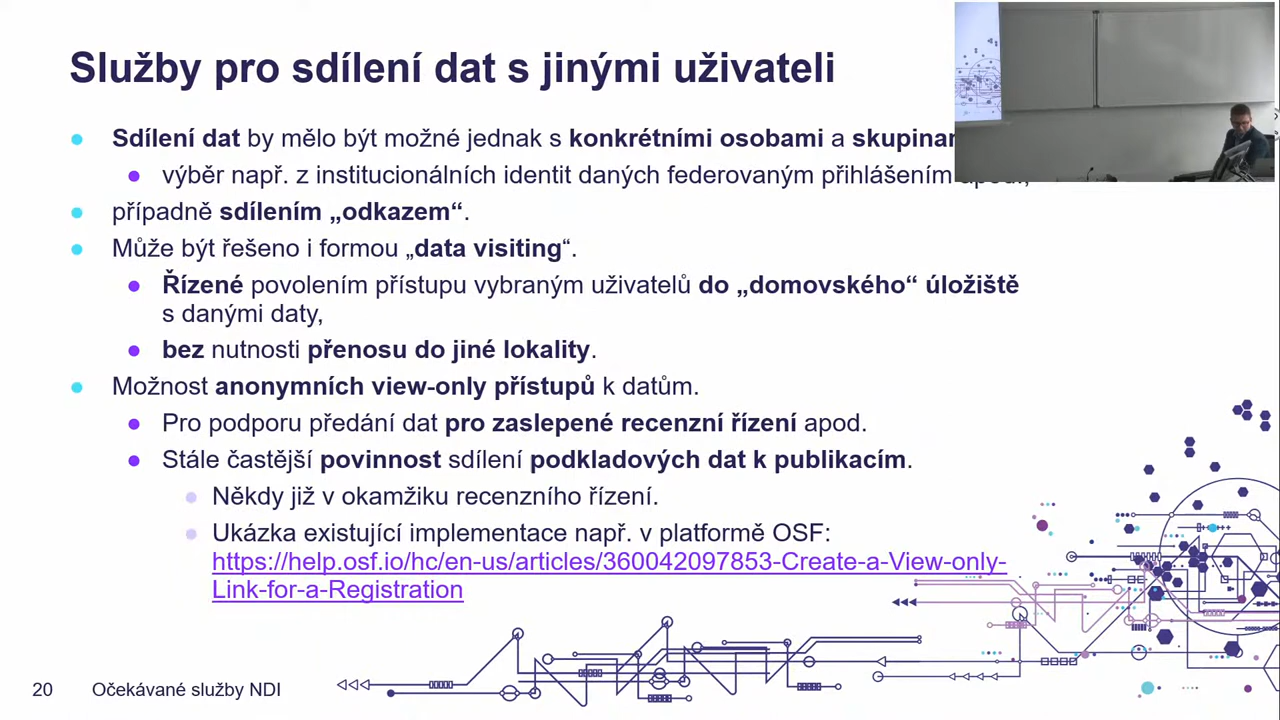 Služby pro sdílení dat s jinými uživateli
Sdílení dat by mělo být možné jednak s konkrétními osobami a
výběr např. z institucionálních identit daných federovaným přihlášením
případně sdílením „odkazem“.
Může být řešeno i formou „data visiting“.
Řízené povolením přístupu vybraným uživatelů do „domovského“ úložiště
s danými daty,
bez nutnosti přenosu do jiné lokality.
Možnost anonymních view-only přístupů k datům.
Pro podporu předání dat pro zaslepené recenzní řízení apod.
Stále častější povinnost sdílení podkladových dat k publikacím.
Někdy již v okamžiku recenzního řízení.
Ukázka existující implementace např. v platformě OSF:
https://help.osf.io/hc/en-us/articles/360042097853-Create-a-View-only-
Link-for-a-Registration
20 Očekávané služby NDI